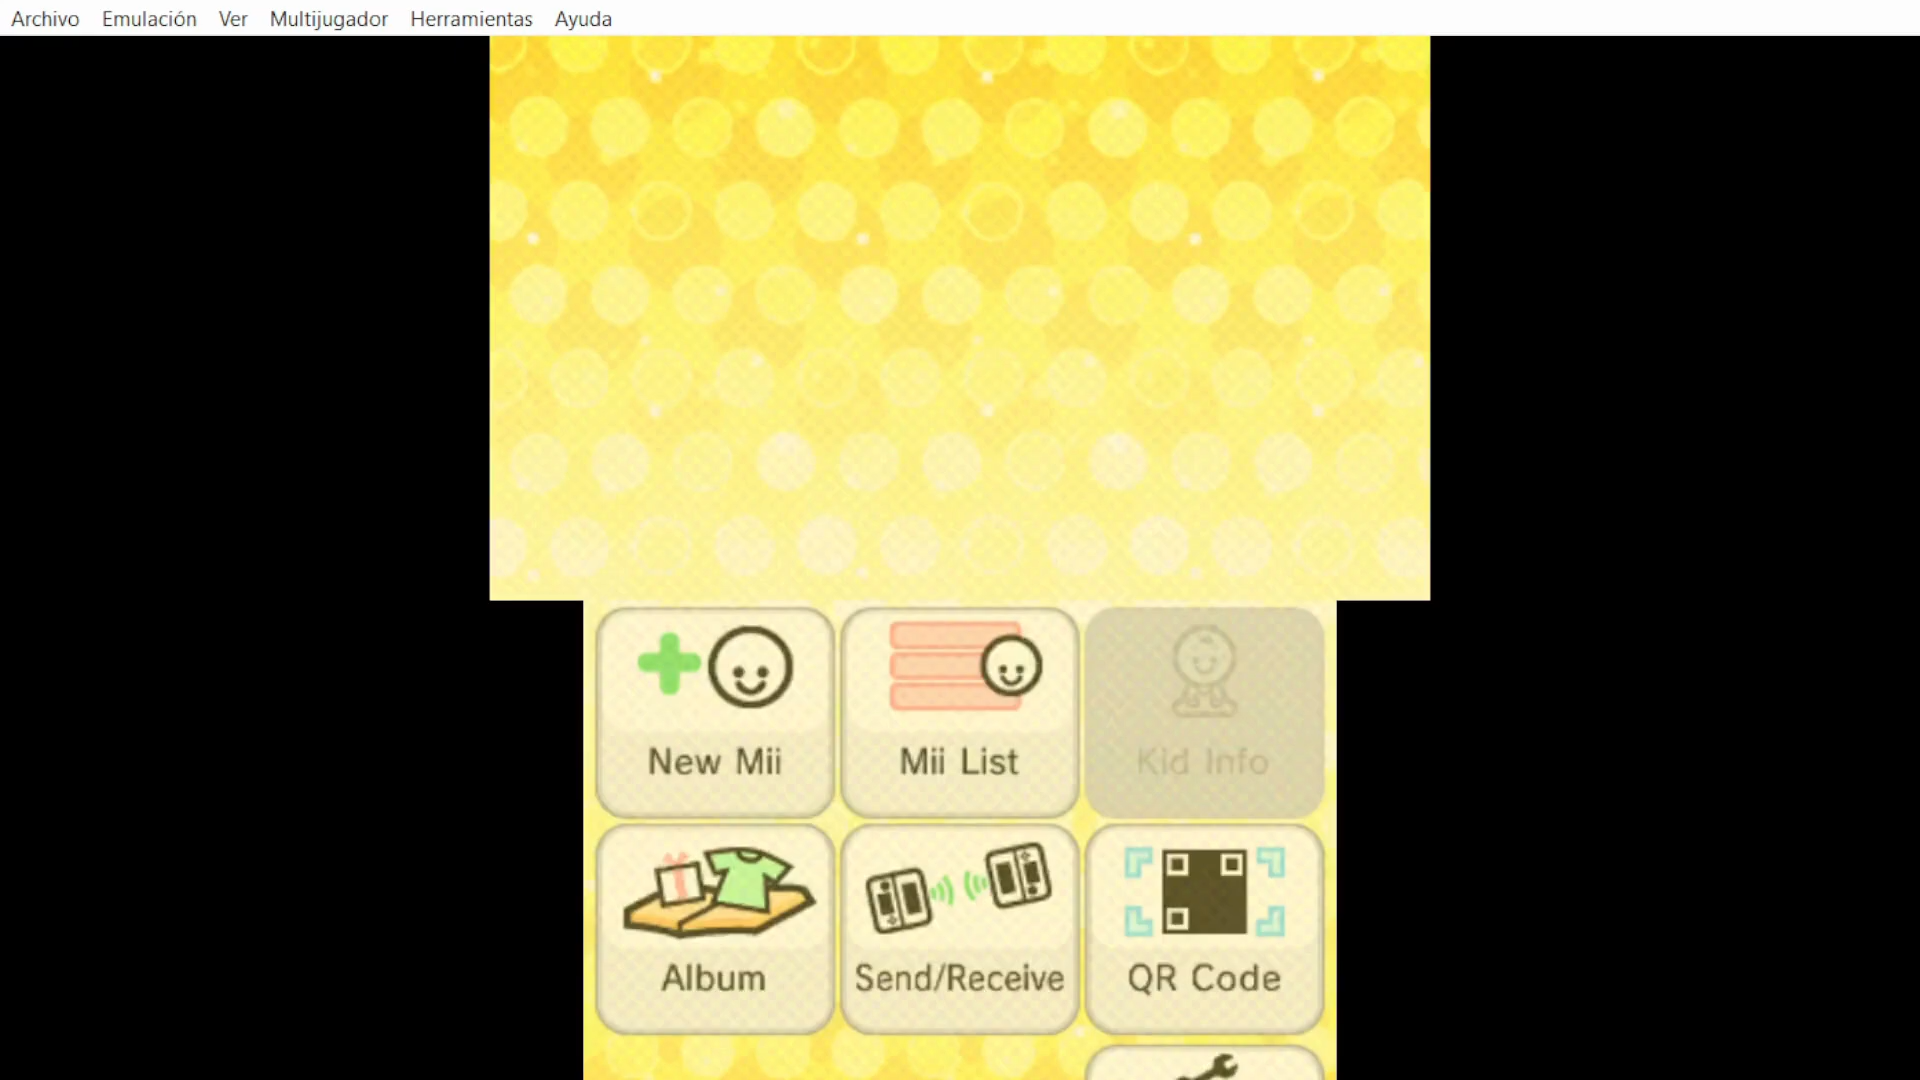 Archivo Emulación Ver Multijugador Herramientas Ayuda
New Mii
Mii List
Kid Info
Album
Send/Receive
QR Code